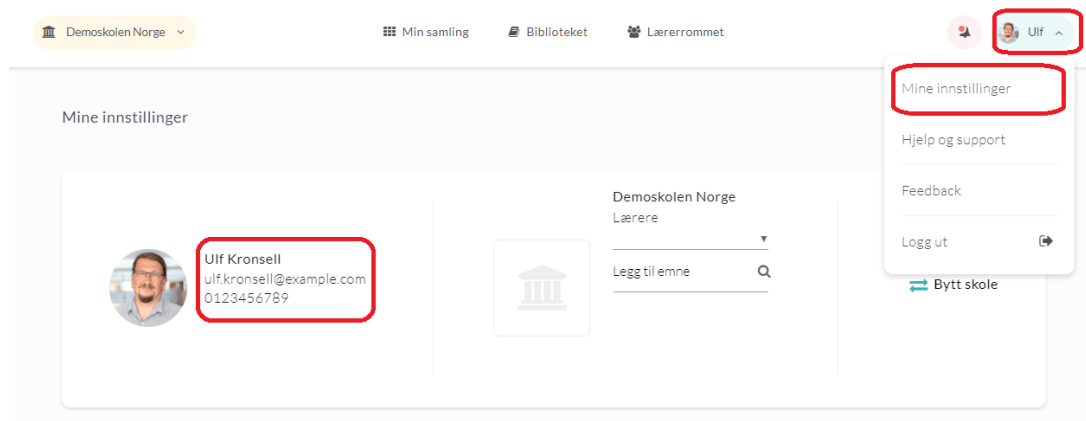 Demoskolen Norge
Min samling
Biblioteket
Lærerrommet
Ulf
Mine innstillinger
Hjelp og support
Feedback
Logg ut
Mine innstillinger
Ulf Kronsell
ulf.kronsell@example.com
0123456789
Demoskolen Norge
Lærere
Legg til emne
Bytt skole